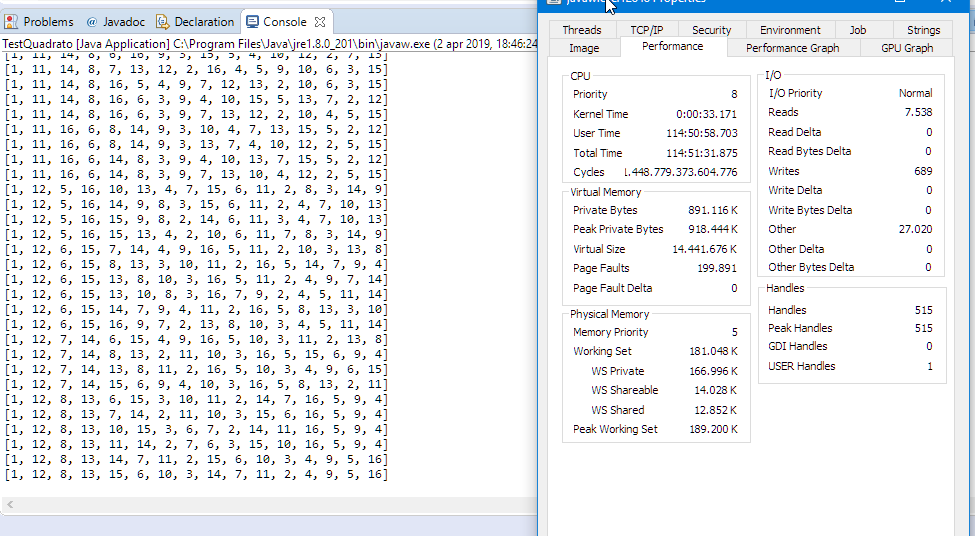 Problems @ Javadoc Declaration Console
TestQuadrato [Java Application] C:\Program Files\Java\jre1.8.0_201\bin\javaw.exe (2 apr 2019, 18:46:24
[1, 11, 14, 8, 7, 13, 12, 2, 16, 4, 5, 9, 10, 6, 3, 15]
[1, 11, 14, 8, 16, 5, 4, 9, 7, 12, 13, 2, 10, 6, 3, 15]
[1, 11, 14, 8, 16, 6, 3, 9, 4, 10, 15, 5, 13, 7, 2, 12]
[1, 11, 14, 8, 16, 6, 3, 9, 7, 13, 12, 2, 10, 4, 5, 15]
[1, 11, 16, 6, 8, 14, 9, 3, 10, 4, 7, 13, 15, 5, 2, 12]
[1, 11, 16, 6, 8, 14, 9, 3, 13, 7, 4, 10, 12, 2, 5, 15]
[1, 11, 16, 6, 14, 8, 3, 9, 4, 10, 13, 7, 15, 5, 2, 12]
[1, 11, 16, 6, 14, 8, 3, 9, 7, 13, 10, 4, 12, 2, 5, 15]
[1, 12, 5, 16, 10, 13, 4, 7, 15, 6, 11, 2, 8, 3, 14, 9]
[1, 12, 5, 16, 14, 9, 8, 3, 15, 6, 11, 2, 4, 7, 10, 13]
[1, 12, 5, 16, 15, 9, 8, 2, 14, 6, 11, 3, 4, 7, 10, 13]
[1, 12, 5, 16, 15, 13, 4, 2, 10, 6, 11, 7, 8, 3, 14, 9]
[1, 12, 6, 15, 7, 14, 4, 9, 16, 5, 11, 2, 10, 3, 13, 8]
[1, 12, 6, 15, 8, 13, 3, 10, 11, 2, 16, 5, 14, 7, 9, 4]
[1, 12, 6, 15, 13, 8, 10, 3, 16, 5, 11, 2, 4, 9, 7, 14]
[1, 12, 6, 15, 13, 10, 8, 3, 16, 7, 9, 2, 4, 5, 11, 14]
[1, 12, 6, 15, 14, 7, 9, 4, 11, 2, 16, 5, 8, 13, 3, 10]
[1, 12, 6, 15, 16, 9, 7, 2, 13, 8, 10, 3, 4, 5, 11, 14]
[1, 12, 7, 14, 6, 15, 4, 9, 16, 5, 10, 3, 11, 2, 13, 8]
[1, 12, 7, 14, 8, 13, 2, 11, 10, 3, 16, 5, 15, 6, 9, 4]
[1, 12, 7, 14, 13, 8, 11, 2, 16, 5, 10, 3, 4, 9, 6, 15]
[1, 12, 7, 14, 15, 6, 9, 4, 10, 3, 16, 5, 8, 13, 2, 11]
[1, 12, 8, 13, 6, 15, 3, 10, 11, 2, 14, 7, 16, 5, 9, 4]
[1, 12, 8, 13, 7, 14, 2, 11, 10, 3, 15, 6, 16, 5, 9, 4]
[1, 12, 8, 13, 10, 15, 3, 6, 7, 2, 14, 11, 16, 5, 9, 4]
[1, 12, 8, 13, 11, 14, 2, 7, 6, 3, 15, 10, 16, 5, 9, 4]
[1, 12, 8, 13, 14, 7, 11, 2, 15, 6, 10, 3, 4, 9, 5, 16]
[1, 12, 8, 13, 15, 6, 10, 3, 14, 7, 11, 2, 4, 9, 5, 16]
Threads TCP/IP Security Environment Job Strings
Image Performance Performance Graph GPU Graph
CPU
Priority 8
Kernel Time 0:00:33.171
User Time 114:50:58.703
Total Time 114:51:31.875
Cycles .448.779.373.604.776
Virtual Memory
Private Bytes 891.116 K
Peak Private Bytes 918.444 K
Virtual Size 14.441.676 K
Page Faults 199.891
Page Fault Delta 0
Physical Memory
Memory Priority 5
Working Set 181.048 K
WS Private 166.996 K
WS Shareable 14.028 K
WS Shared 12.852 K
Peak Working Set 189.200 K
I/O
I/O Priority Normal
Reads 7.538
Read Delta 0
Read Bytes Delta 0
Writes 689
Write Delta 0
Write Bytes Delta 0
Other 27.020
Other Delta 0
Other Bytes Delta 0
Handles
Handles 515
Peak Handles 515
GDI Handles 0
USER Handles 1